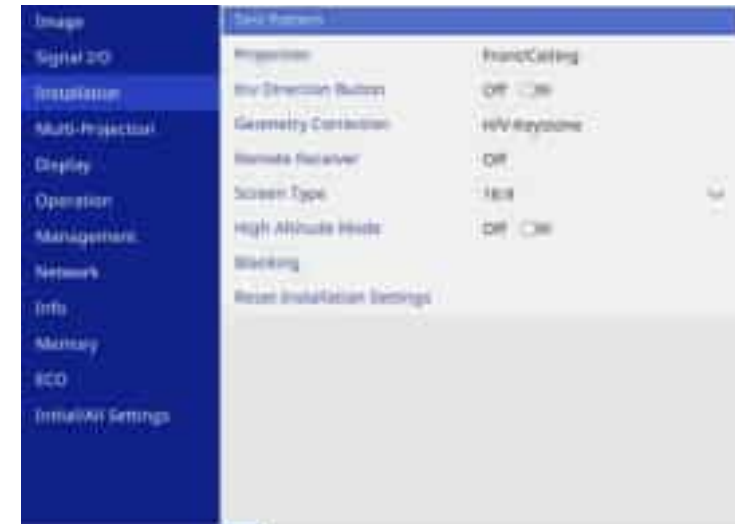 Image
Signal I/O
Installation
Multi-Projection
Display
Operation
Management
Network
Info
Memory
ECO
Initial/All Settings
Test Pattern
Projection Front/Ceiling
Inv Direction Button Off
Geometry Correction H/V-Keystone
Remote Receiver Off
Screen Type 16:9
High Altitude Mode Off
Blanking
Reset Installation Settings